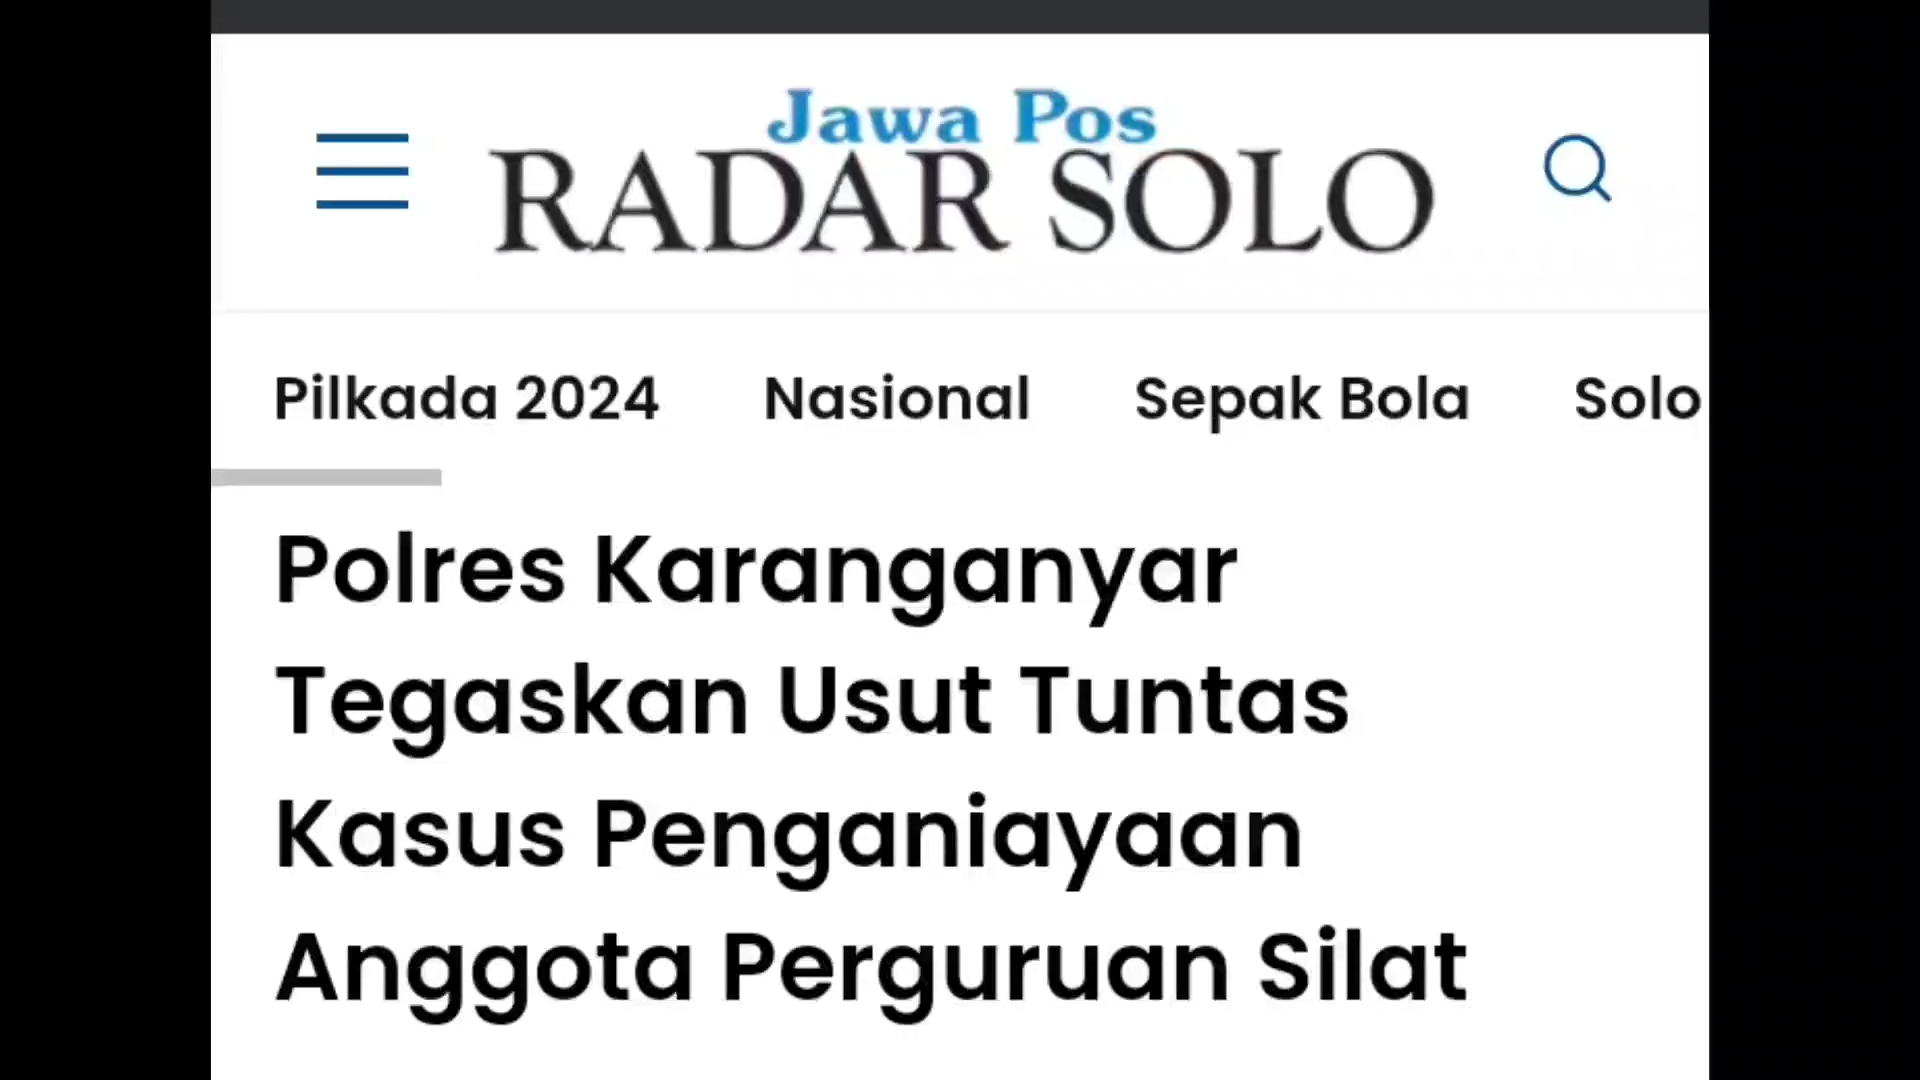 Jawa Pos
RADAR SOLO
Pilkada 2024 Nasional Sepak Bola Solo
Polres Karanganyar
Tegaskan Usut Tuntas
Kasus Penganiayaan
Anggota Perguruan Silat